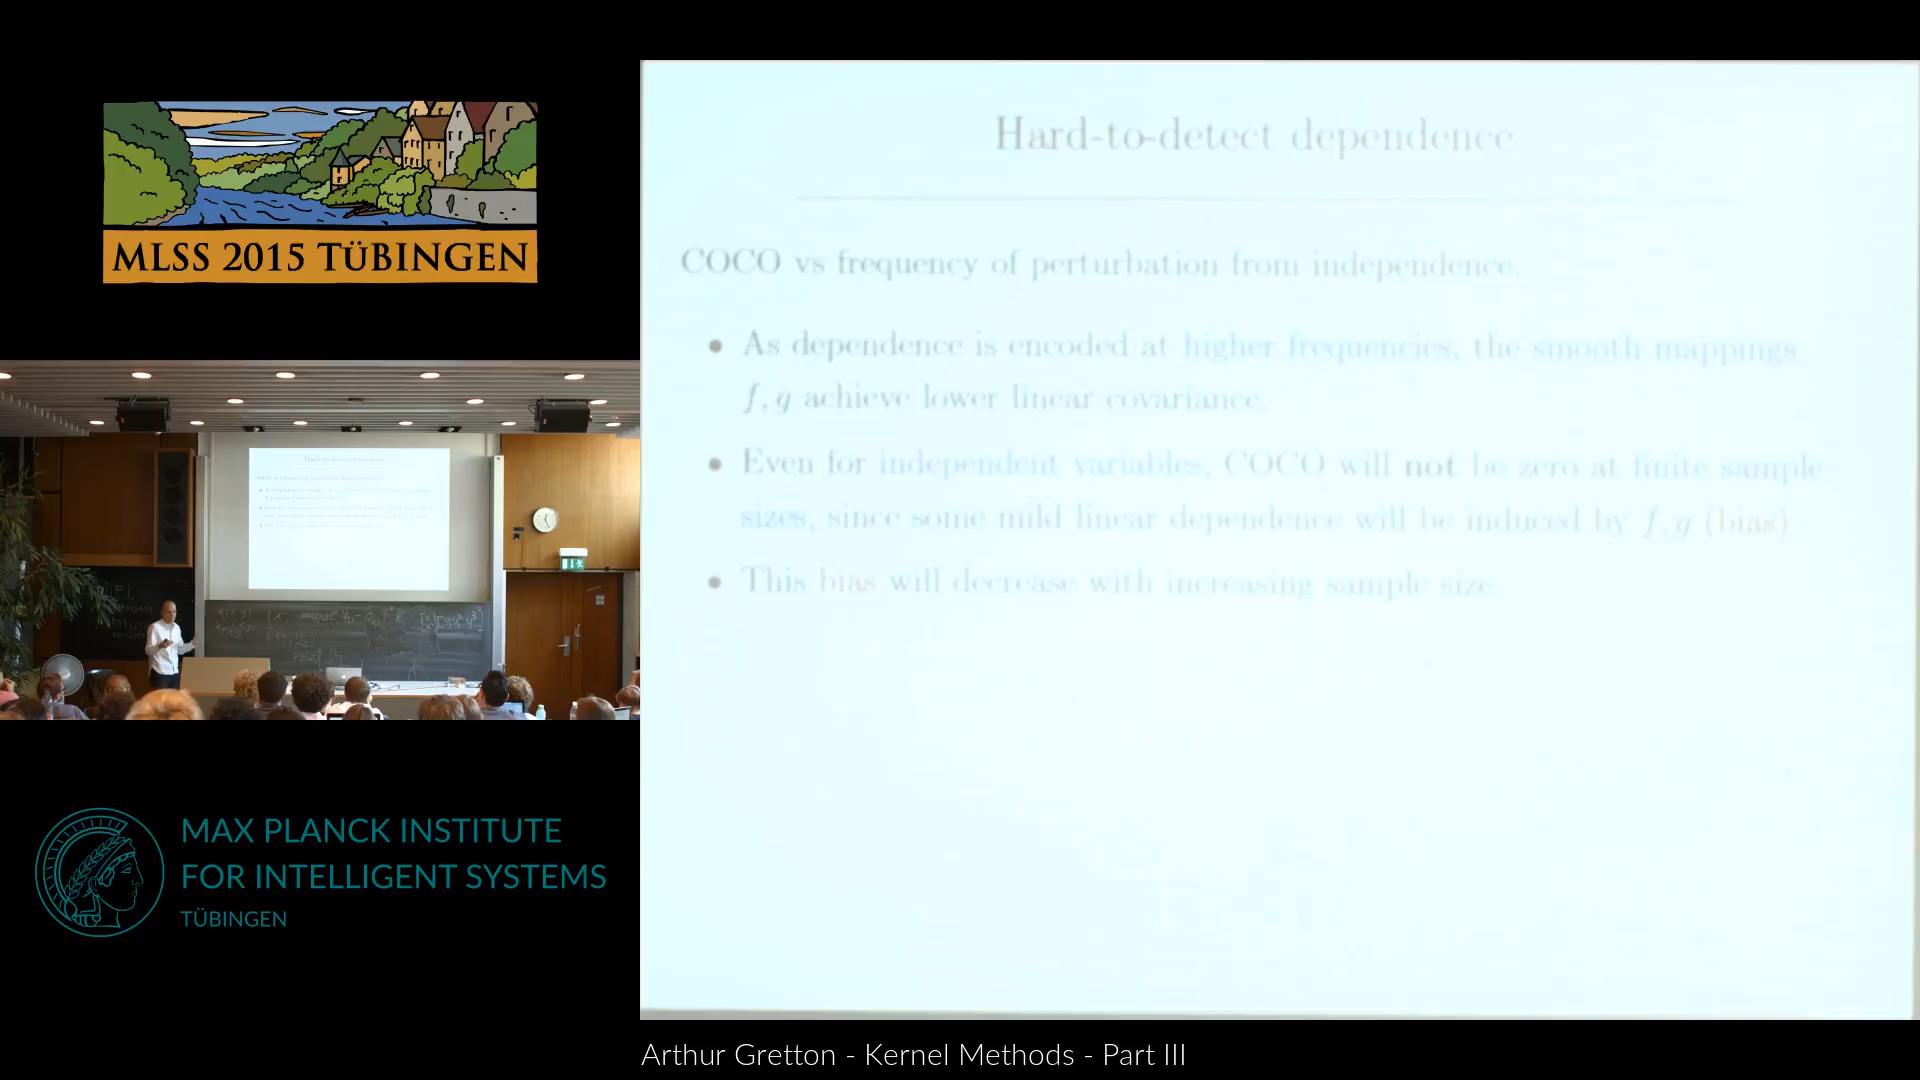 MLSS 2015 TÜBINGEN
Hard-to-detect dependence
COCO vs frequency of perturbation from independence.
• As dependence is encoded at higher frequencies, the smooth mappings
f, g achieve lower linear covariance.
• Even for independent variables, COCO will not be zero at finite sample
sizes, since some mild linear dependence will be induced by f, g (bias)
• This bias will decrease with increasing sample size.
MAX PLANCK INSTITUTE
FOR INTELLIGENT SYSTEMS
TÜBINGEN
Arthur Gretton - Kernel Methods - Part III